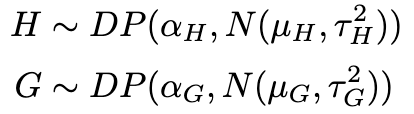 H ∼ DP(α_H, N(μ_H, τ_H^2))
G ∼ DP(α_G, N(μ_G, τ_G^2))